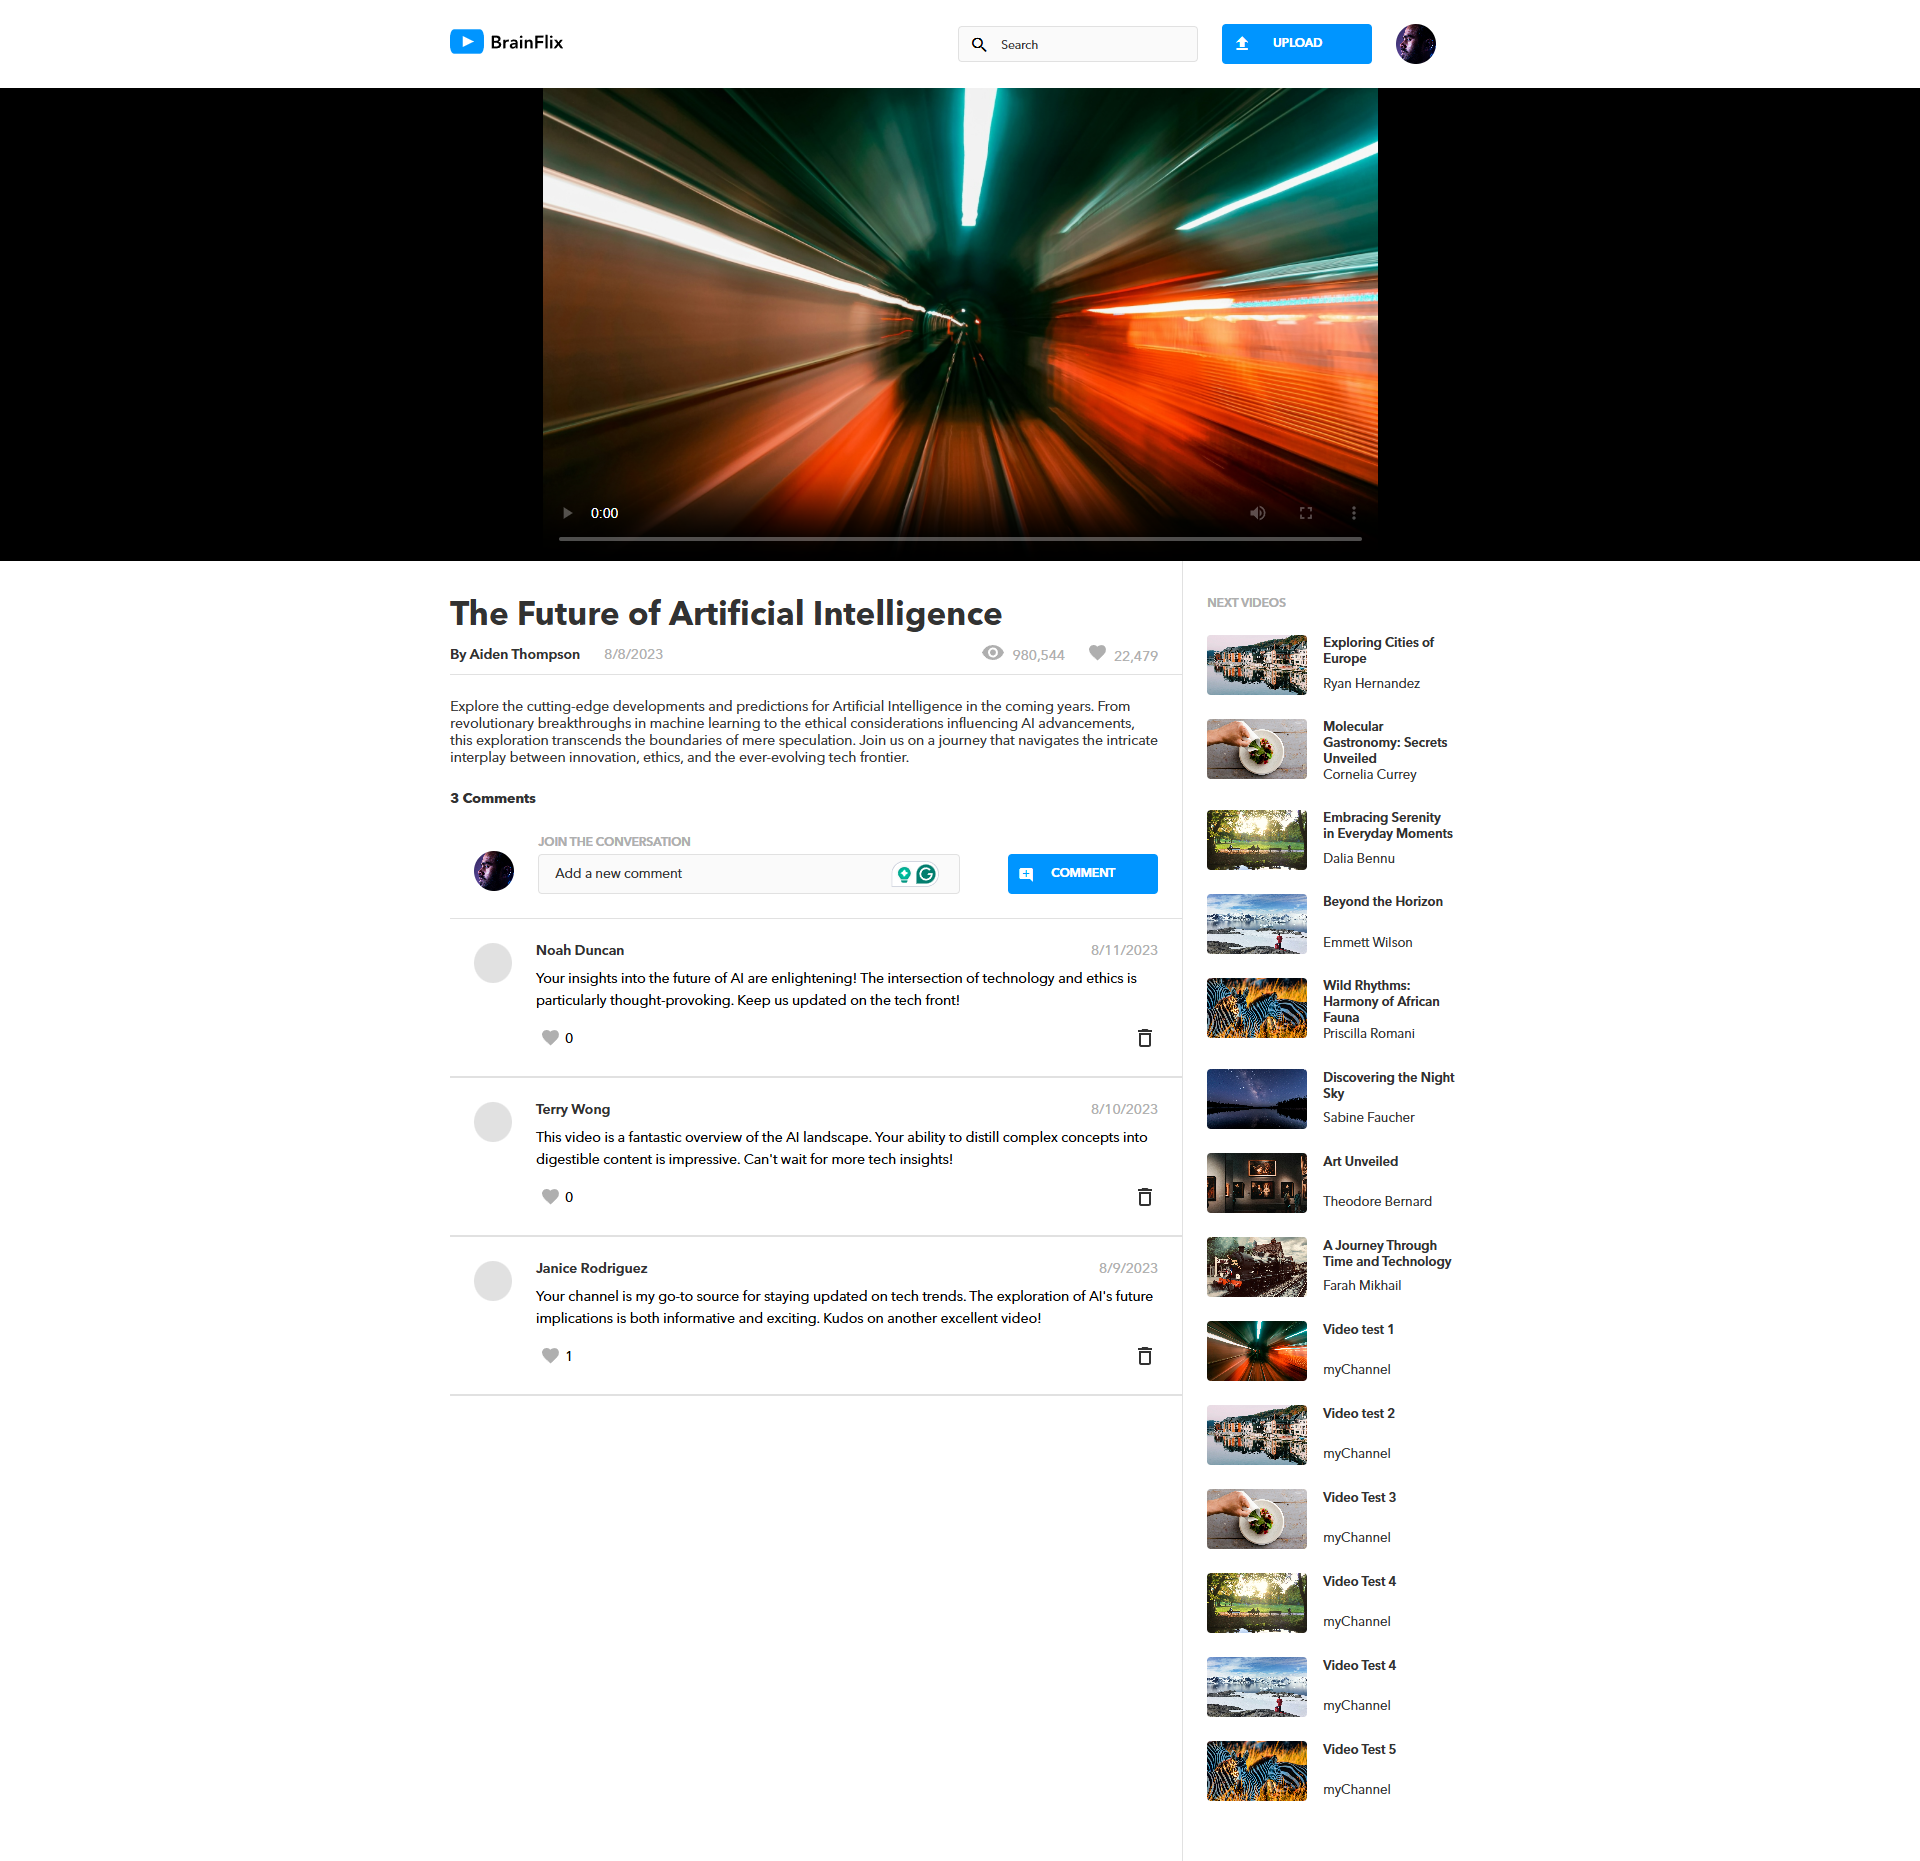 BrainFlix
Search
UPLOAD
0:00
The Future of Artificial Intelligence
By Aiden Thompson
8/8/2023
980,544
22,479
Explore the cutting-edge developments and predictions for Artificial Intelligence in the coming years. From
revolutionary breakthroughs in machine learning to the ethical considerations influencing AI advancements,
this exploration transcends the boundaries of mere speculation. Join us on a journey that navigates the intricate
interplay between innovation, ethics, and the ever-evolving tech frontier.
3 Comments
JOIN THE CONVERSATION
Add a new comment
COMMENT
Noah Duncan
8/11/2023
Your insights into the future of AI are enlightening! The intersection of technology and ethics is
particularly thought-provoking. Keep us updated on the tech front!
0
Terry Wong
8/10/2023
This video is a fantastic overview of the AI landscape. Your ability to distill complex concepts into
digestible content is impressive. Can't wait for more tech insights!
0
Janice Rodriguez
8/9/2023
Your channel is my go-to source for staying updated on tech trends. The exploration of AI's future
implications is both informative and exciting. Kudos on another excellent video!
1
NEXT VIDEOS
Exploring Cities of
Europe
Ryan Hernandez
Molecular
Gastronomy: Secrets
Unveiled
Cornelia Currey
Embracing Serenity
in Everyday Moments
Dalia Bennu
Beyond the Horizon
Emmett Wilson
Wild Rhythms:
Harmony of African
Fauna
Priscilla Romani
Discovering the Night
Sky
Sabine Faucher
Art Unveiled
Theodore Bernard
A Journey Through
Time and Technology
Farah Mikhail
Video test 1
myChannel
Video test 2
myChannel
Video Test 3
myChannel
Video Test 4
myChannel
Video Test 4
myChannel
Video Test 5
myChannel